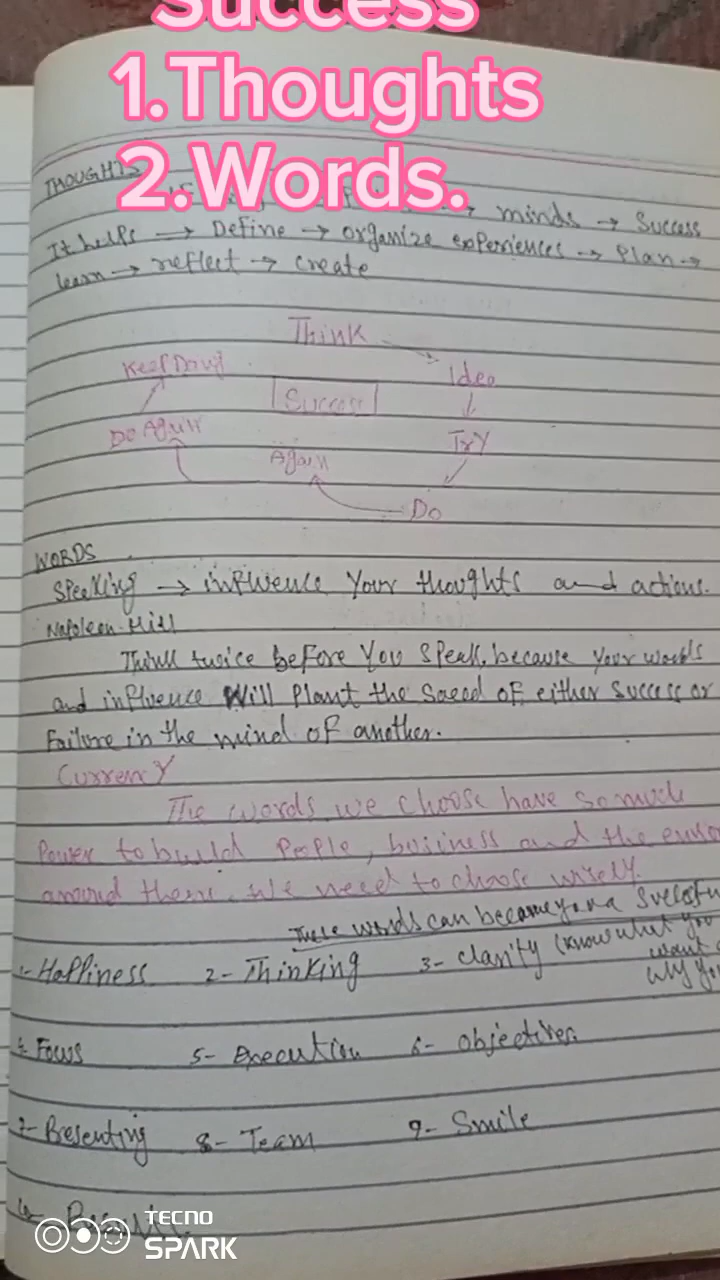 Success
1.Thoughts
2.Words.
THOUGHTS
→ minds → Success
It helps → Define → organize experiences → Plan →
learn → reflect → create
Think
Keep Doing
Idea
Success
Do Again
Try
Again
Do
WORDS
Speaking → influence Your thoughts and actions.
Napoleon Hill
Think twice before You Speak, because your words
and influence Will Plant the Saeed of either Success or
Failure in the mind of another.
Currency
The words we choose have so much
Power to build People, business and the
around them. We need to choose wisely.
These words can become a
1- Happiness 2- Thinking 3- clarity (know what you
want
why you
4- Focus 5- Execution 6- objectives.
7- 8- Team 9- Smile
10-
TECNO
SPARK